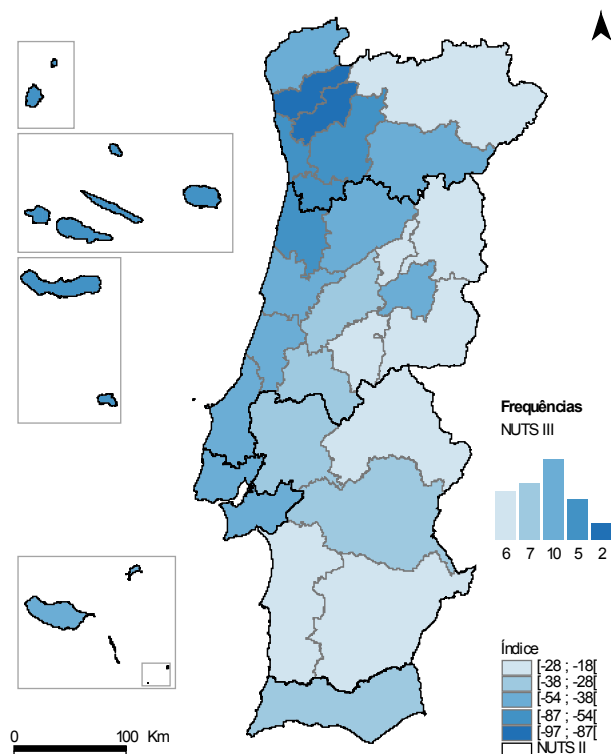 Frequências
NUTS III
6 7 10 5 2
Índice
[-28 ; -18[
[-38 ; -28[
[-54 ; -38[
[-87 ; -54[
[-97 ; -87[
NUTS II
0 100 Km